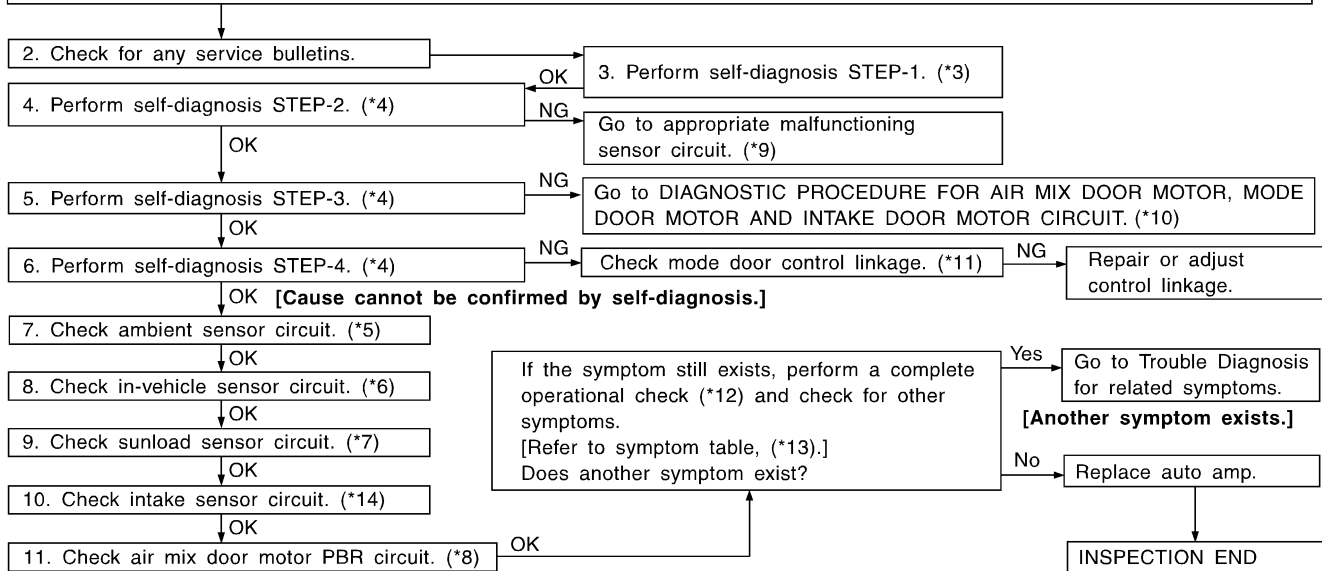 2. Check for any service bulletins.
3. Perform self-diagnosis STEP-1. (*3)
OK
4. Perform self-diagnosis STEP-2. (*4)
NG
Go to appropriate malfunctioning
sensor circuit. (*9)
OK
5. Perform self-diagnosis STEP-3. (*4)
NG
Go to DIAGNOSTIC PROCEDURE FOR AIR MIX DOOR MOTOR, MODE
DOOR MOTOR AND INTAKE DOOR MOTOR CIRCUIT. (*10)
OK
6. Perform self-diagnosis STEP-4. (*4)
NG
Check mode door control linkage. (*11)
NG
Repair or adjust
control linkage.
OK
[Cause cannot be confirmed by self-diagnosis.]
7. Check ambient sensor circuit. (*5)
OK
8. Check in-vehicle sensor circuit. (*6)
OK
9. Check sunload sensor circuit. (*7)
OK
10. Check intake sensor circuit. (*14)
OK
11. Check air mix door motor PBR circuit. (*8)
OK
If the symptom still exists, perform a complete
operational check (*12) and check for other
symptoms.
[Refer to symptom table, (*13).]
Does another symptom exist?
Yes
Go to Trouble Diagnosis
for related symptoms.
[Another symptom exists.]
No
Replace auto amp.
INSPECTION END